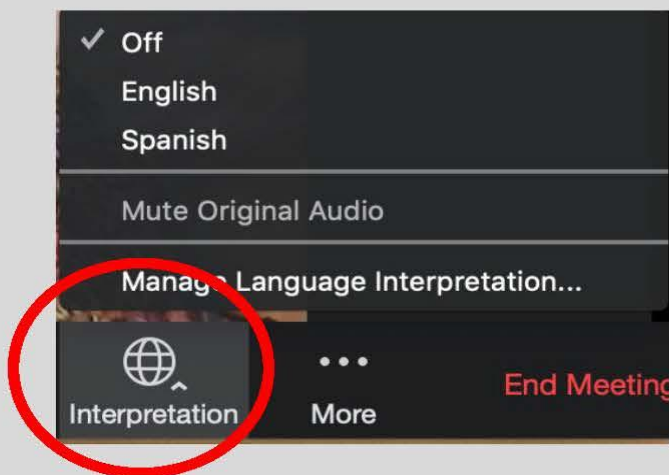 Off
English
Spanish
Mute Original Audio
Manage Language Interpretation...
Interpretation
More
End Meeting